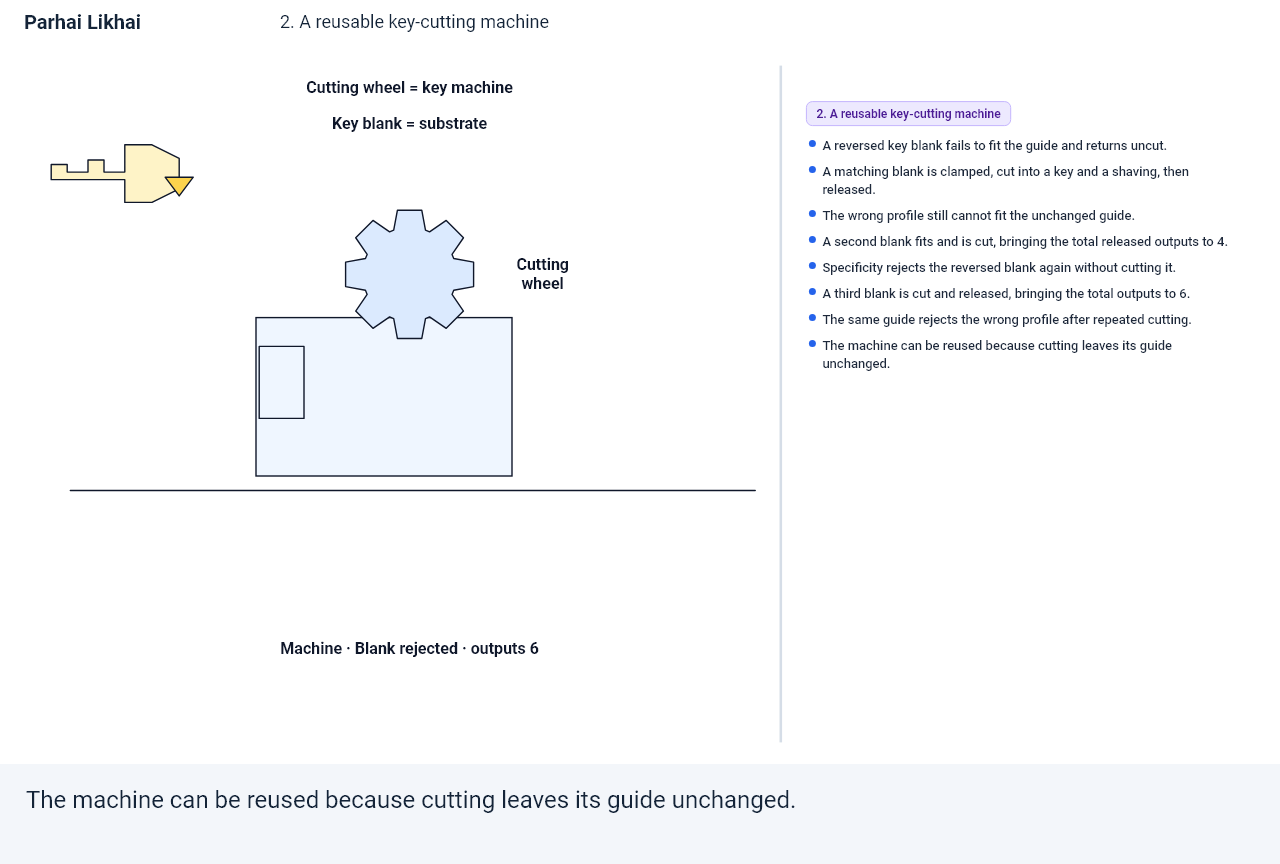 Parhai Likhai
2. A reusable key-cutting machine
Cutting wheel = key machine
Key blank = substrate
Cutting
wheel
Machine · Blank rejected · outputs 6
2. A reusable key-cutting machine
A reversed key blank fails to fit the guide and returns uncut.
A matching blank is clamped, cut into a key and a shaving, then
released.
The wrong profile still cannot fit the unchanged guide.
A second blank fits and is cut, bringing the total released outputs to 4.
Specificity rejects the reversed blank again without cutting it.
A third blank is cut and released, bringing the total outputs to 6.
The same guide rejects the wrong profile after repeated cutting.
The machine can be reused because cutting leaves its guide
unchanged.
The machine can be reused because cutting leaves its guide unchanged.